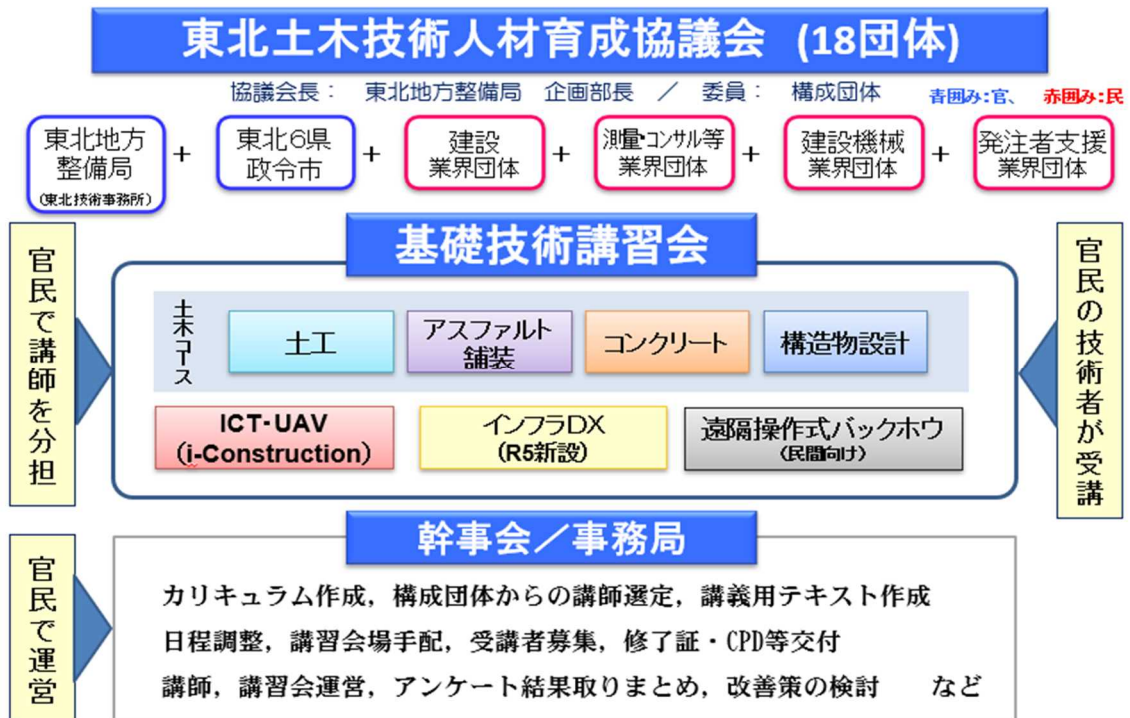 東北土木技術人材育成協議会 (18団体)
協議会長： 東北地方整備局 企画部長 ／ 委員： 構成団体
青囲み：官、 赤囲み：民
東北地方
整備局
(東北技術事務所)
+
東北6県
政令市
+
建設
業界団体
+
測量・コンサル等
業界団体
+
建設機械
業界団体
+
発注者支援
業界団体
官民で講師を分担
基礎技術講習会
土木コース
土工
アスファルト
舗装
コンクリート
構造物設計
ICT・UAV
(i-Construction)
インフラDX
(R5新設)
遠隔操作式バックホウ
(民間向け)
官民の技術者が受講
官民で運営
幹事会／事務局
カリキュラム作成，構成団体からの講師選定，講義用テキスト作成
日程調整，講習会場手配，受講者募集，修了証・CPD等交付
講師，講習会運営，アンケート結果取りまとめ，改善策の検討 など